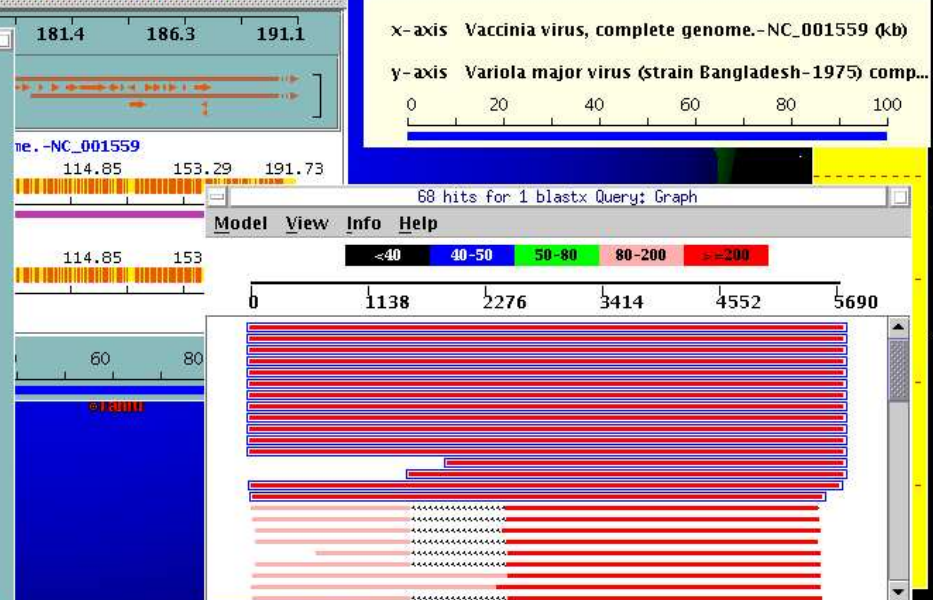 181.4 186.3 191.1
x-axis Vaccinia virus, complete genome.-NC_001559 (kb)
y-axis Variola major virus (strain Bangladesh-1975) comp...
0 20 40 60 80 100
me.-NC_001559
114.85 153.29 191.73
68 hits for 1 blastx Query: Graph
Model View Info Help
<40 40-50 50-80 80-200 >=200
114.85 153
0 1138 2276 3414 4552 5690
60 80